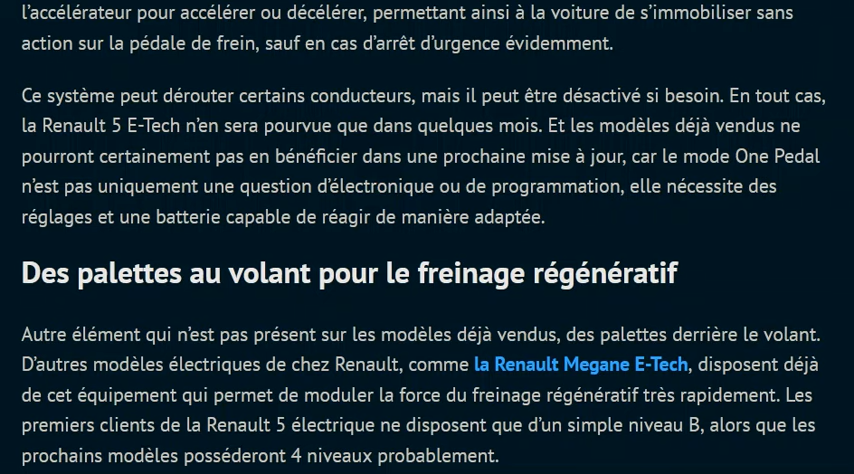 l’accélérateur pour accélérer ou décélérer, permettant ainsi à la voiture de s’immobiliser sans
action sur la pédale de frein, sauf en cas d’arrêt d’urgence évidemment.
Ce système peut dérouter certains conducteurs, mais il peut être désactivé si besoin. En tout cas,
la Renault 5 E-Tech n’en sera pourvue que dans quelques mois. Et les modèles déjà vendus ne
pourront certainement pas en bénéficier dans une prochaine mise à jour, car le mode One Pedal
n’est pas uniquement une question d’électronique ou de programmation, elle nécessite des
réglages et une batterie capable de réagir de manière adaptée.
Des palettes au volant pour le freinage régénératif
Autre élément qui n’est pas présent sur les modèles déjà vendus, des palettes derrière le volant.
D’autres modèles électriques de chez Renault, comme la Renault Megane E-Tech, disposent déjà
de cet équipement qui permet de moduler la force du freinage régénératif très rapidement. Les
premiers clients de la Renault 5 électrique ne disposent que d’un simple niveau B, alors que les
prochains modèles posséderont 4 niveaux probablement.